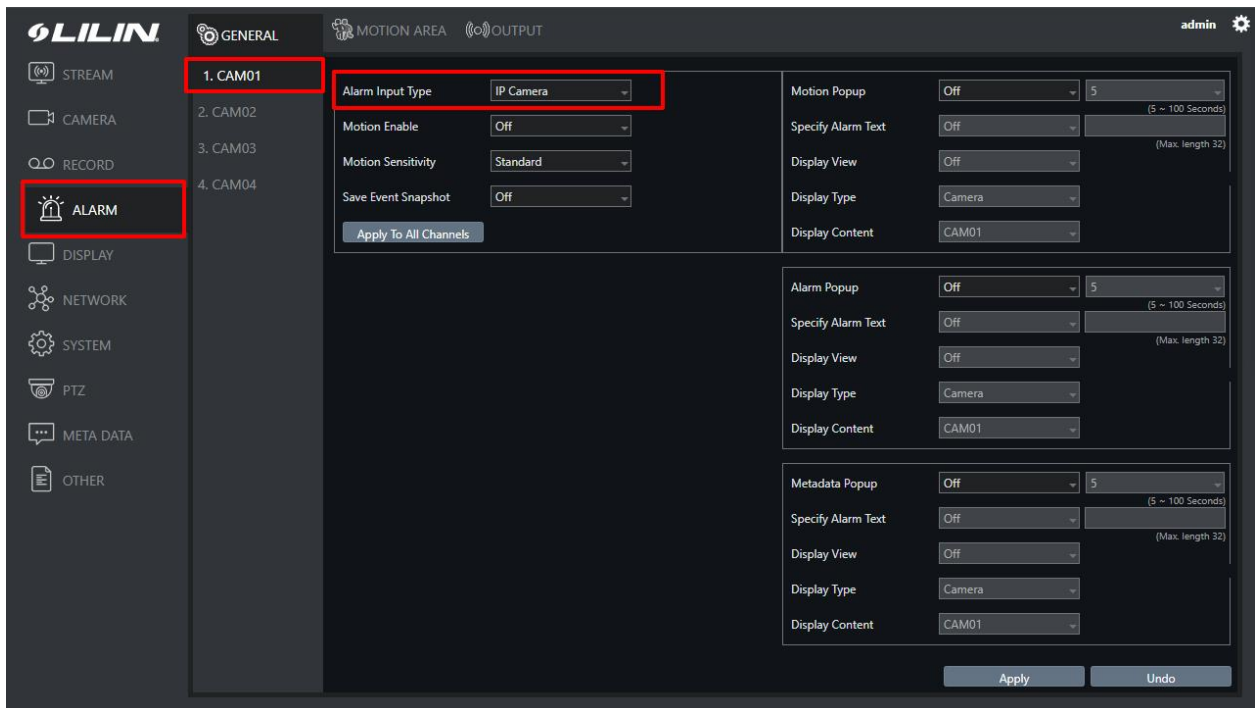 LILIN
GENERAL
MOTION AREA
OUTPUT
admin
STREAM
CAMERA
RECORD
ALARM
DISPLAY
NETWORK
SYSTEM
PTZ
META DATA
OTHER
1. CAM01
2. CAM02
3. CAM03
4. CAM04
Alarm Input Type IP Camera
Motion Enable Off
Motion Sensitivity Standard
Save Event Snapshot Off
Apply To All Channels
Motion Popup Off 5
(5 ~ 100 Seconds)
Specify Alarm Text Off
(Max. length 32)
Display View Off
Display Type Camera
Display Content CAM01
Alarm Popup Off 5
(5 ~ 100 Seconds)
Specify Alarm Text Off
(Max. length 32)
Display View Off
Display Type Camera
Display Content CAM01
Metadata Popup Off 5
(5 ~ 100 Seconds)
Specify Alarm Text Off
(Max. length 32)
Display View Off
Display Type Camera
Display Content CAM01
Apply
Undo